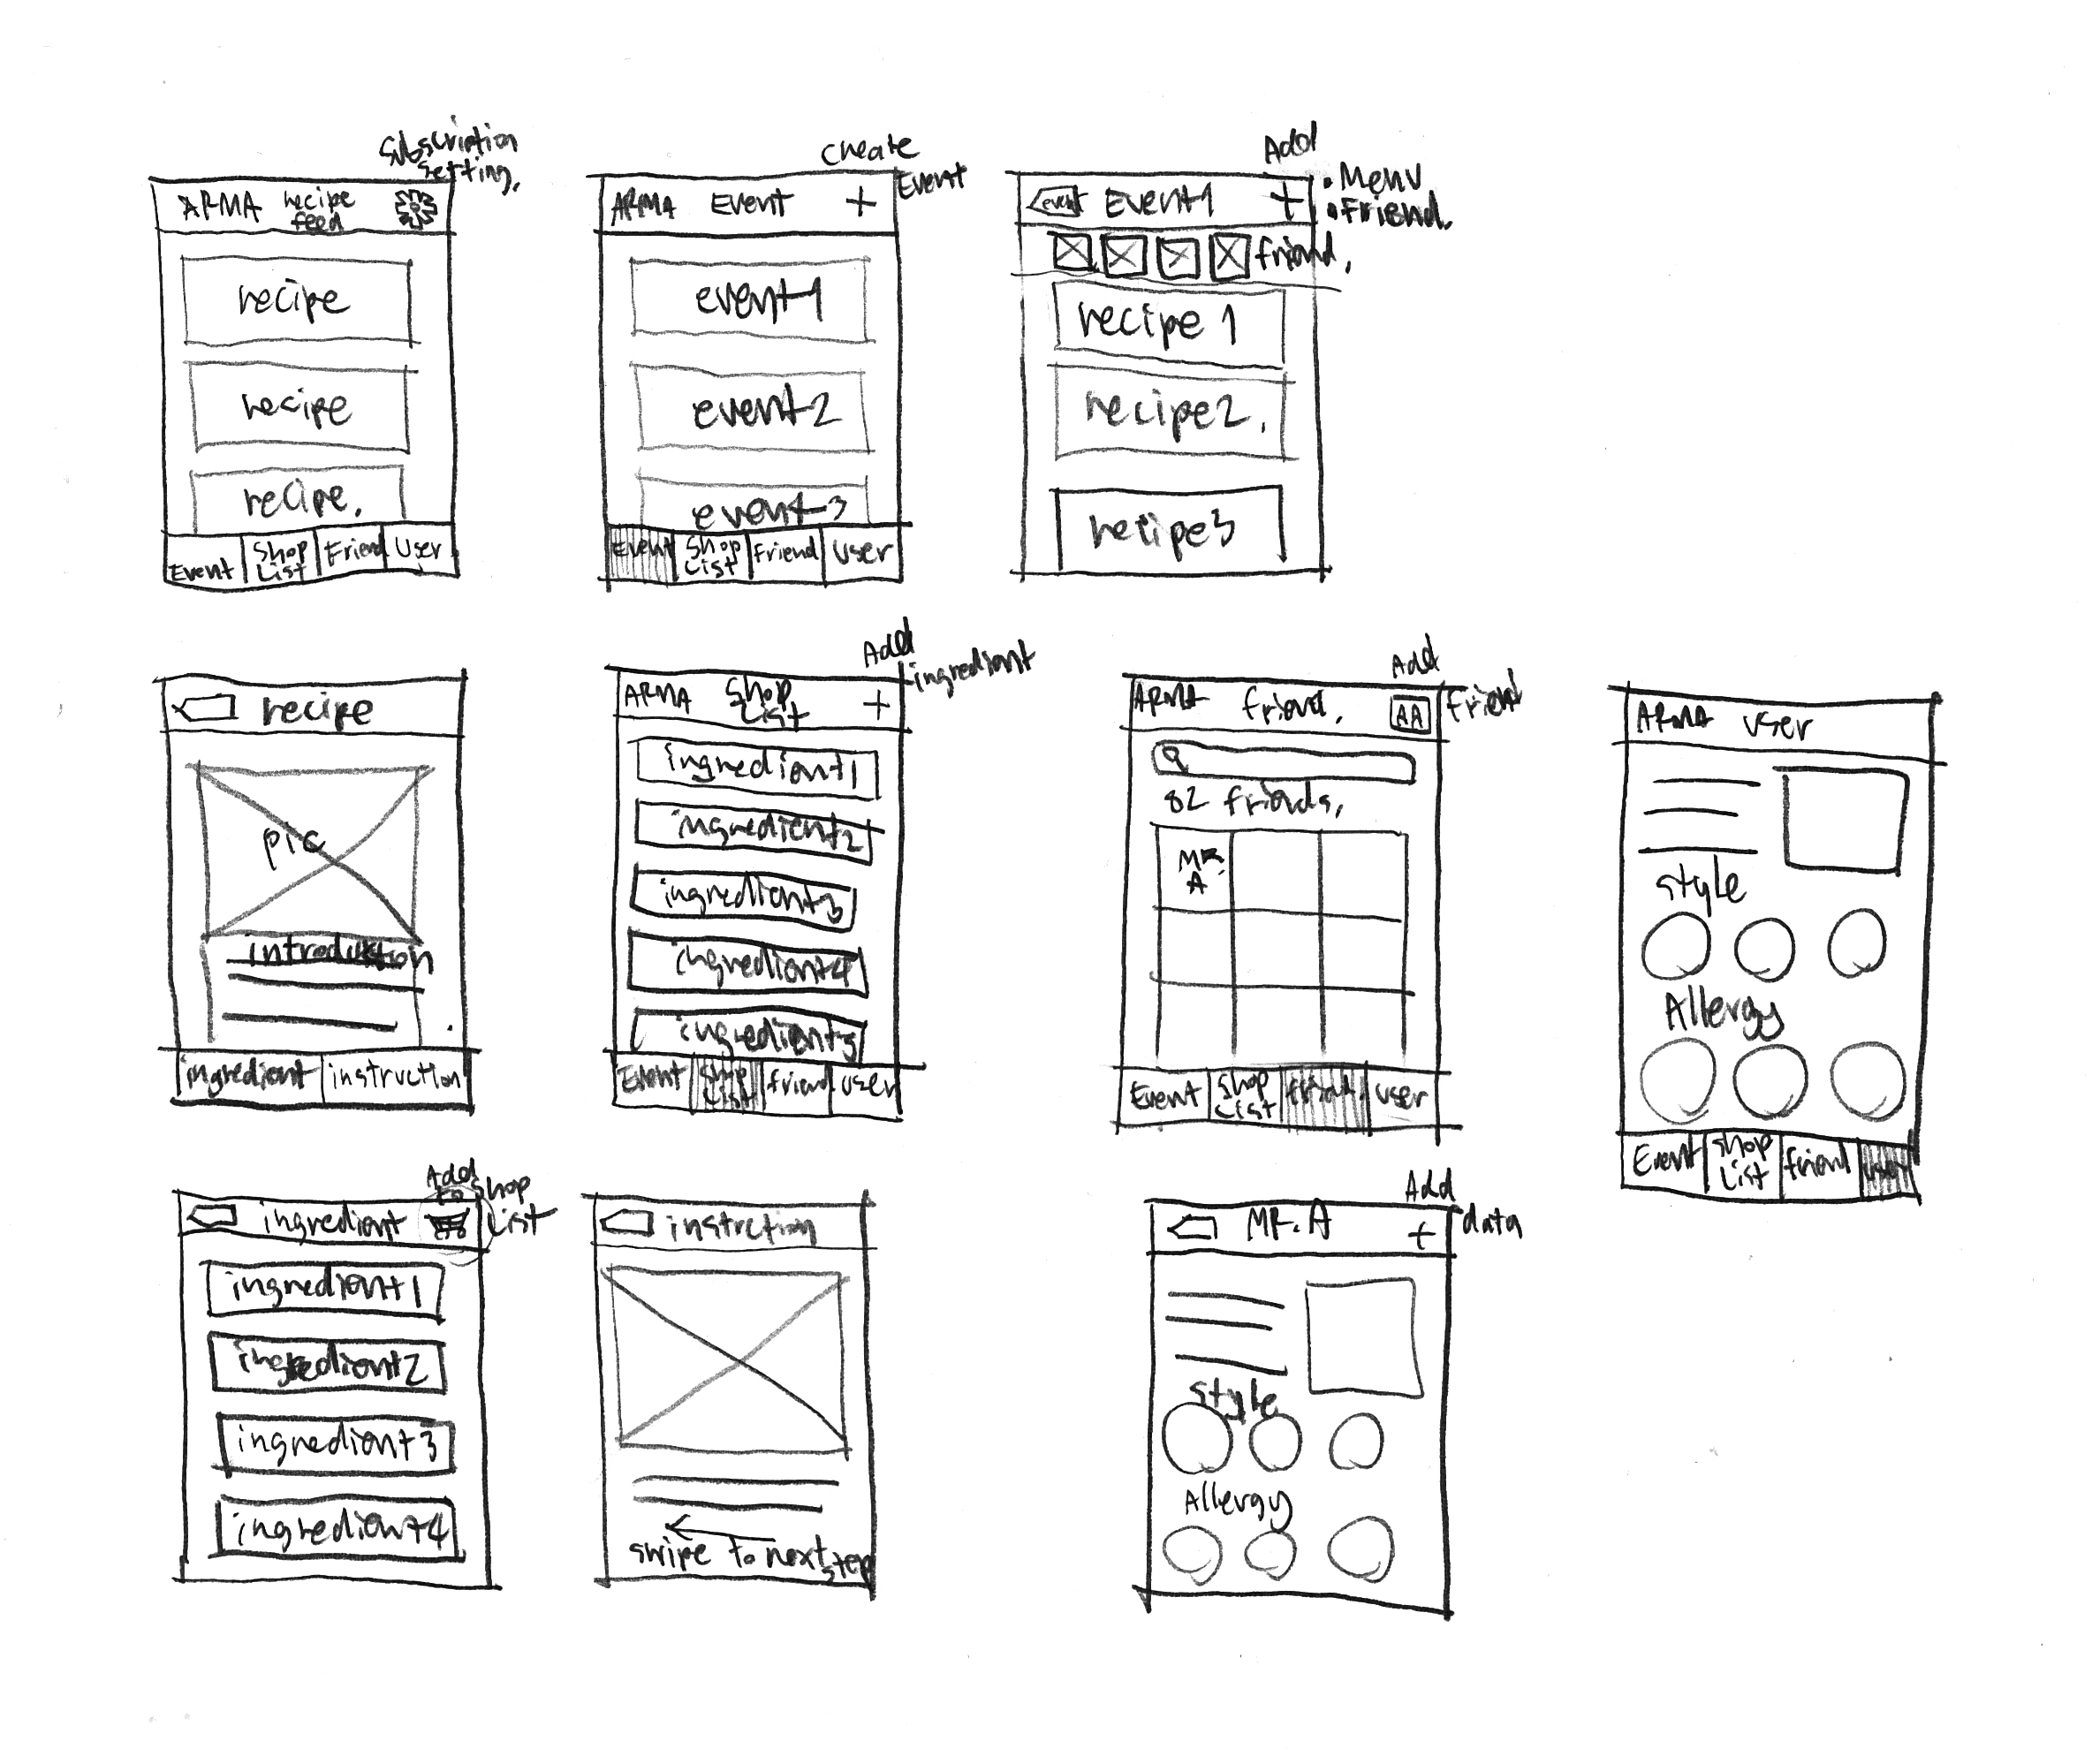 Subscription
Setting,
ARMA recipe
feed
recipe
recipe
recipe.
Event Shop
List Friend User
Create
Event
ARMA Event +
event1
event2
event3
Event Shop
List Friend User
Add
• Menu
• Friend.
event Event1 +
friend,
recipe 1
recipe2.
recipe3
recipe
pic
introduction
ingredient instruction
Add
ingredient
ARMA Shop
List +
ingredient1
ingredient2
ingredient3
ingredient4
ingredient5
Event Shop
List friend User
Add
Friend
ARMA friend, AA
82 friends,
MR.
A
Event Shop
List friend, User
ARMA User
Style
Allergy
Event Shop
List friend User
Add
to Shop
List
ingredient
ingredient1
ingredient2
ingredient3
ingredient4
instrction
swipe to next step
Add
data
MR. A +
Style
Allergy